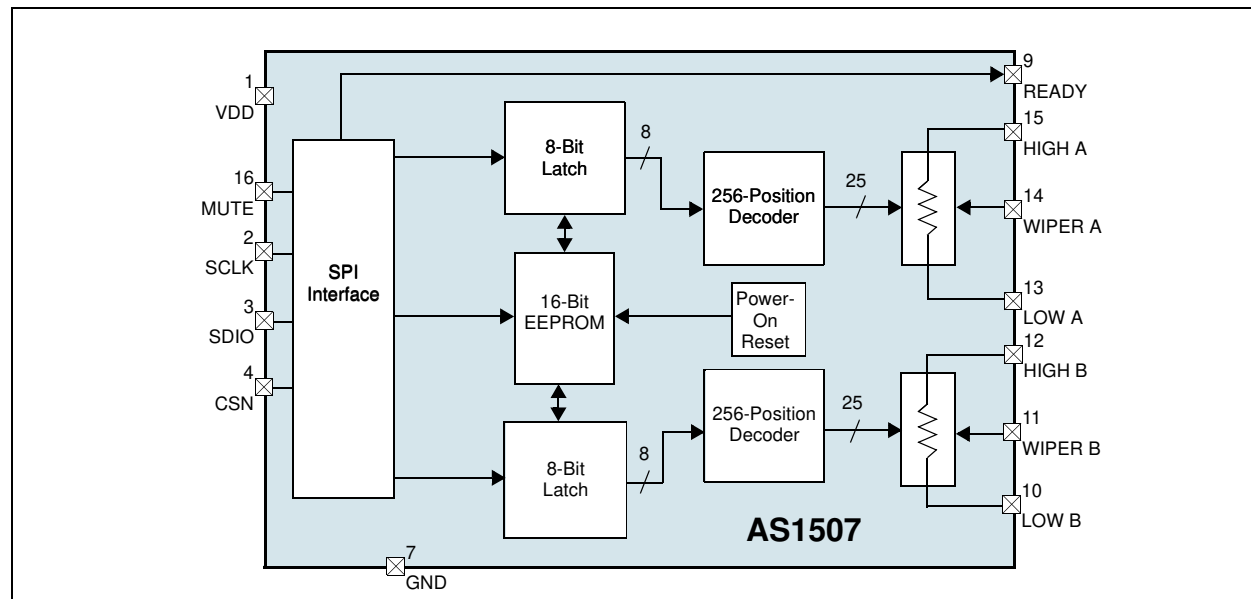 1
VDD
16
MUTE
2
SCLK
3
SDIO
4
CSN
SPI
Interface
8-Bit
Latch
8
256-Position
Decoder
25
16-Bit
EEPROM
Power-
On
Reset
8-Bit
Latch
8
256-Position
Decoder
25
9
READY
15
HIGH A
14
WIPER A
13
LOW A
12
HIGH B
11
WIPER B
10
LOW B
AS1507
7
GND